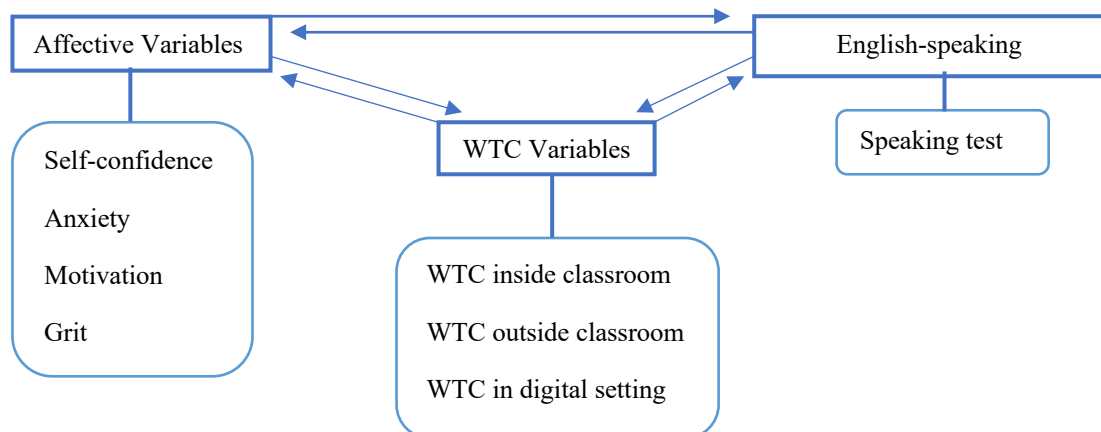 Affective Variables
English-speaking
WTC Variables
Speaking test
Self-confidence
Anxiety
Motivation
Grit
WTC inside classroom
WTC outside classroom
WTC in digital setting